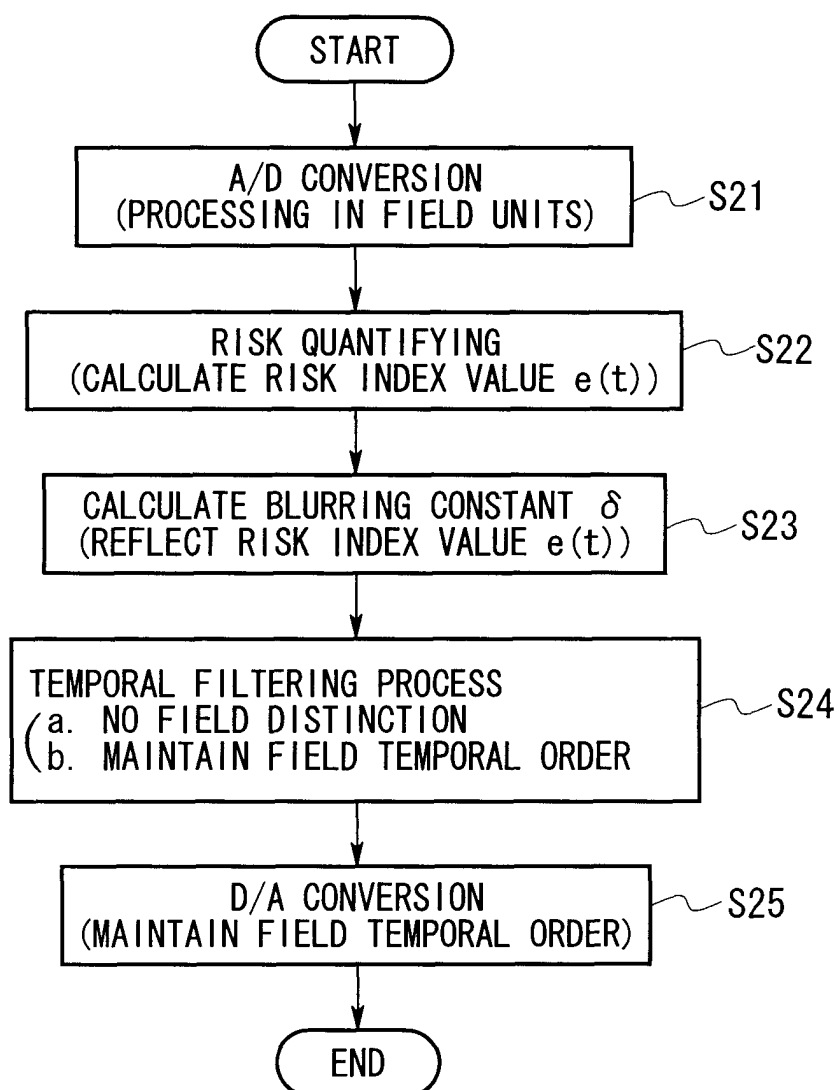 START
A/D CONVERSION
(PROCESSING IN FIELD UNITS)
S21
RISK QUANTIFYING
(CALCULATE RISK INDEX VALUE e(t))
S22
CALCULATE BLURRING CONSTANT δ
(REFLECT RISK INDEX VALUE e(t))
S23
TEMPORAL FILTERING PROCESS
(a. NO FIELD DISTINCTION
b. MAINTAIN FIELD TEMPORAL ORDER
S24
D/A CONVERSION
(MAINTAIN FIELD TEMPORAL ORDER)
S25
END